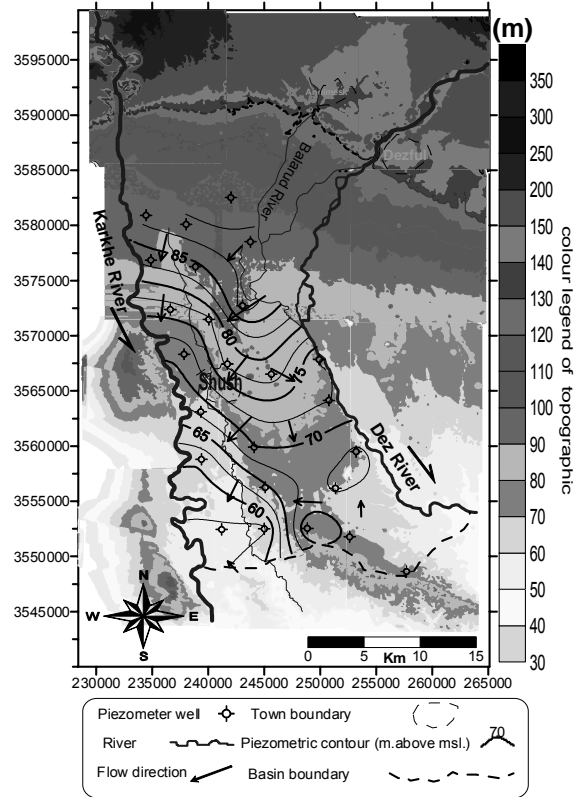 (m)
3595000
3590000
3585000
3580000
3575000
3570000
3565000
3560000
3555000
3550000
3545000
230000 235000 240000 245000 250000 255000 260000 265000
350
300
250
200
150
140
130
120
110
100
90
80
70
60
50
40
30
colour legend of topographic
Andimesk
Dezful
Balarud River
Karkhe River
Dez River
Shush
85
80
75
70
65
60
N
W E
S
0 5 10 15
Km
Piezometer well Town boundary
River Piezometric contour (m.above msl.) 70
Flow direction Basin boundary